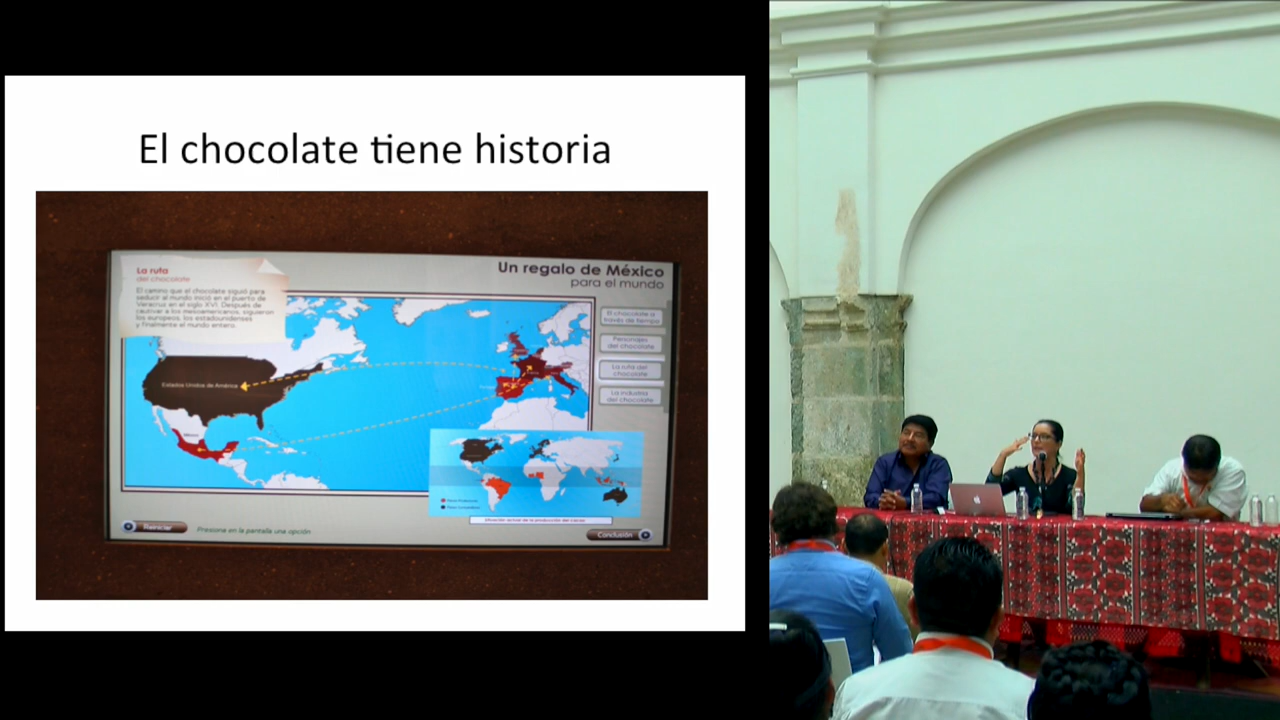 El chocolate tiene historia
La ruta
del chocolate
El camino que el chocolate siguió para
seducir al mundo inició en el puerto de
Veracruz en el siglo XVI. Después de
cautivar a los mesoamericanos, siguieron
los europeos, los estadounidenses
y finalmente el mundo entero.
Un regalo de México
para el mundo
El chocolate a
través de tiempo
Personajes
del chocolate
La ruta del
chocolate
La industria
del chocolate
Estados Unidos de América
México
Reiniciar
Presiona en la pantalla una opción
Conclusión